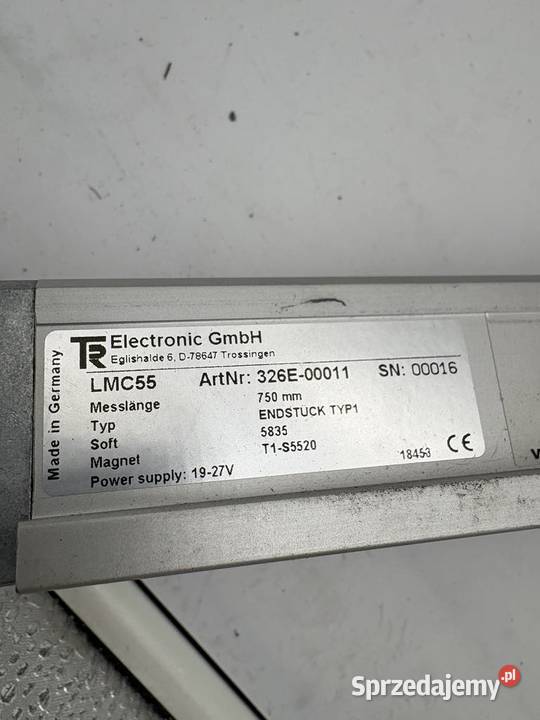 Made in Germany
TR Electronic GmbH
Eglishalde 6, D-78647 Trossingen
LMC55 ArtNr: 326E-00011 SN: 00016
Messlänge 750 mm
Typ ENDSTÜCK TYP1
Soft 5835
Magnet T1-S5520
Power supply: 19-27V 18453 CE
Sprzedajemy.pl